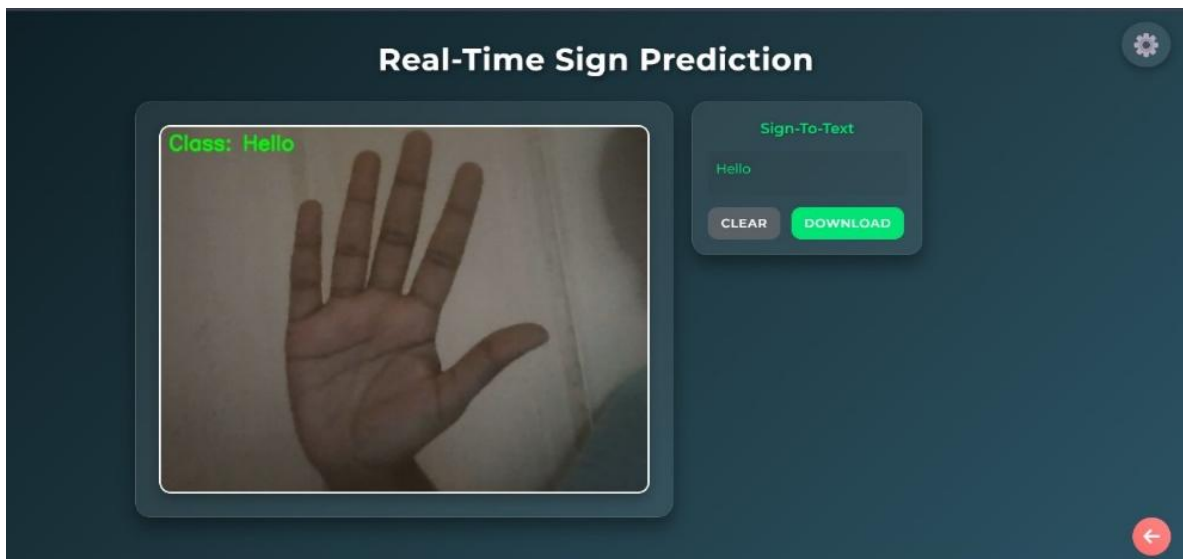 Real-Time Sign Prediction
Class: Hello
Sign-To-Text
Hello
CLEAR
DOWNLOAD